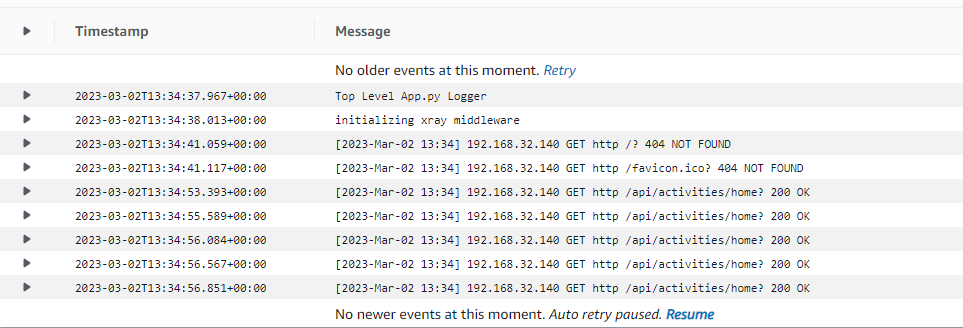 Timestamp Message
No older events at this moment. Retry
2023-03-02T13:34:37.967+00:00 Top Level App.py Logger
2023-03-02T13:34:38.013+00:00 initializing xray middleware
2023-03-02T13:34:41.059+00:00 [2023-Mar-02 13:34] 192.168.32.140 GET http /? 404 NOT FOUND
2023-03-02T13:34:41.117+00:00 [2023-Mar-02 13:34] 192.168.32.140 GET http /favicon.ico? 404 NOT FOUND
2023-03-02T13:34:53.393+00:00 [2023-Mar-02 13:34] 192.168.32.140 GET http /api/activities/home? 200 OK
2023-03-02T13:34:55.589+00:00 [2023-Mar-02 13:34] 192.168.32.140 GET http /api/activities/home? 200 OK
2023-03-02T13:34:56.084+00:00 [2023-Mar-02 13:34] 192.168.32.140 GET http /api/activities/home? 200 OK
2023-03-02T13:34:56.567+00:00 [2023-Mar-02 13:34] 192.168.32.140 GET http /api/activities/home? 200 OK
2023-03-02T13:34:56.851+00:00 [2023-Mar-02 13:34] 192.168.32.140 GET http /api/activities/home? 200 OK
No newer events at this moment. Auto retry paused. Resume